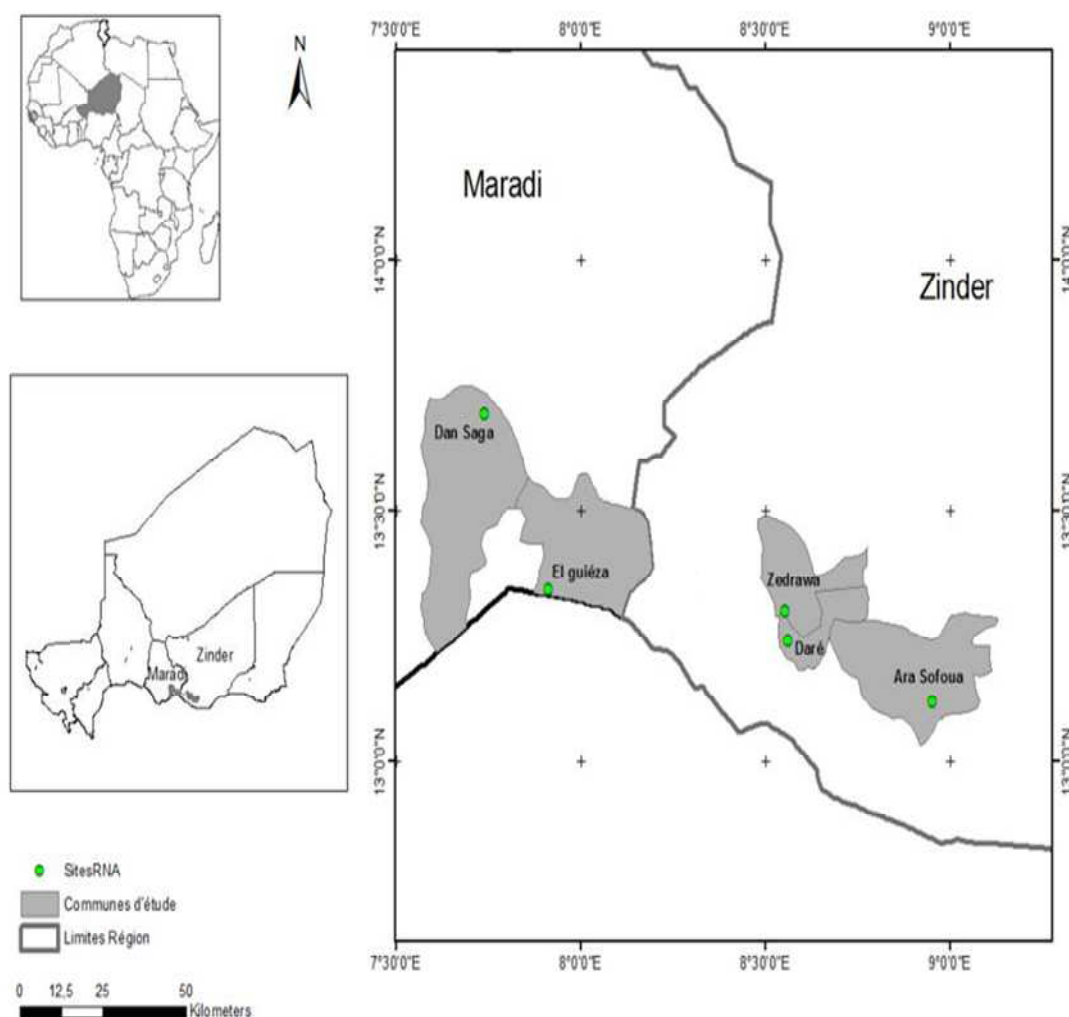 N
7°30'0"E
8°0'0"E
8°30'0"E
9°0'0"E
Maradi
Zinder
14°0'0"N
14°0'0"N
Dan Saga
13°30'0"N
13°30'0"N
El guiéza
Zedrawa
Daré
Ara Sofoua
13°0'0"N
13°0'0"N
7°30'0"E
8°0'0"E
8°30'0"E
9°0'0"E
Zinder
Maradi
SitesRNA
Communes d'étude
Limites Région
0 12,5 25 50
Kilometers